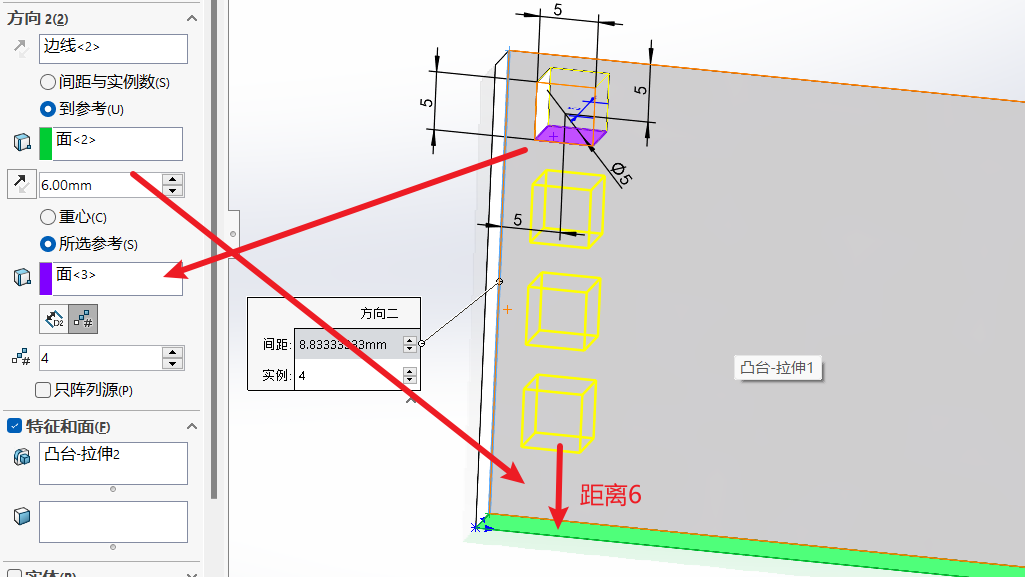 方向 2(2)
边线<2>
间距与实例数(S)
到参考(U)
面<2>
6.00mm
重心(C)
所选参考(S)
面<3>
D2
#
#
4
只阵列源(P)
特征和面(F)
凸台-拉伸2
实体(B)
5
5
5
Ø5
5
方向二
间距: 8.83333333mm
实例: 4
凸台-拉伸1
距离6